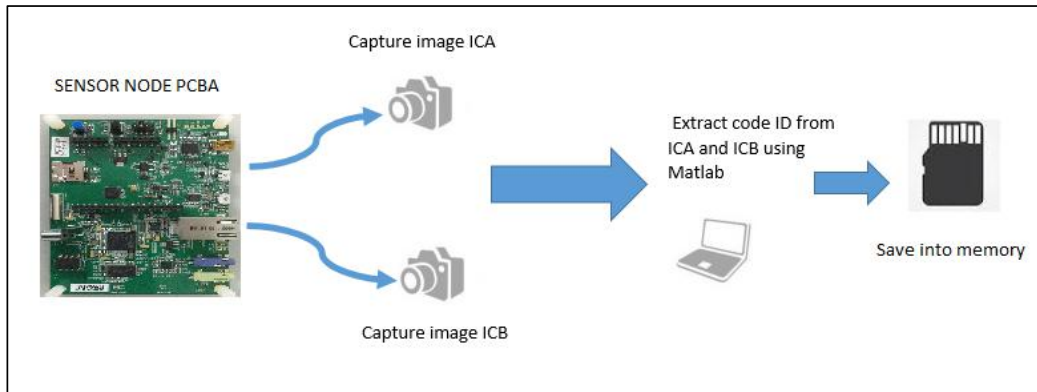 Capture image ICA
SENSOR NODE PCBA
Extract code ID from
ICA and ICB using
Matlab
Save into memory
Capture image ICB